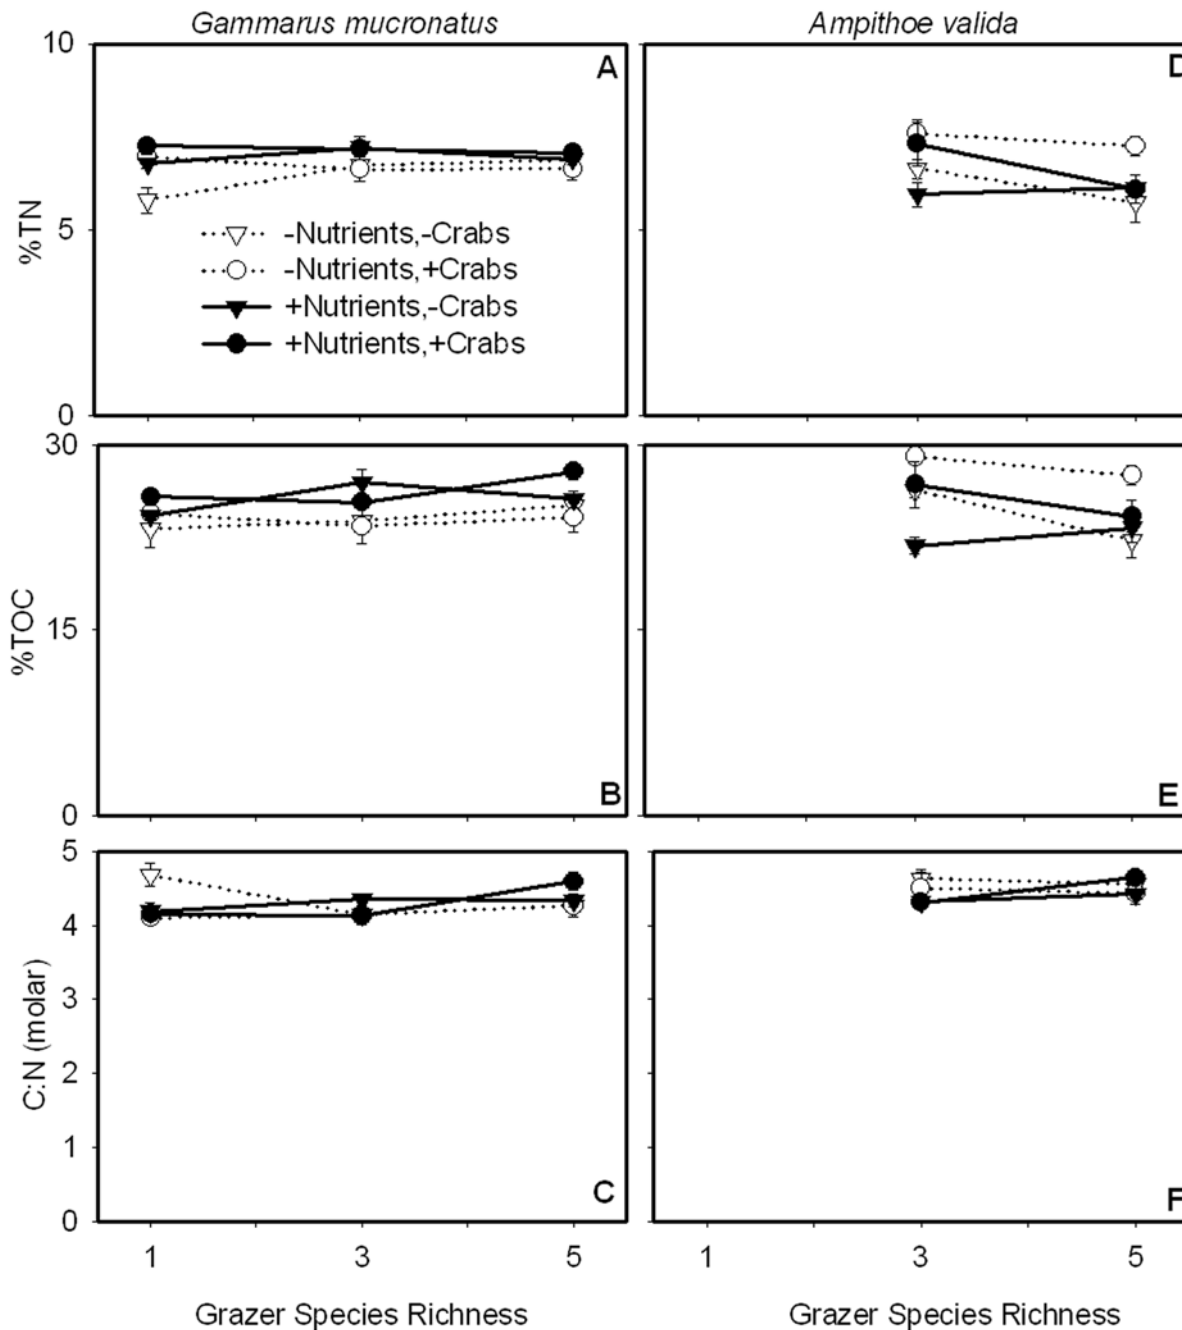 Gammarus mucronatus
Ampithoe valida
10
5
0
%TN
A
-Nutrients,-Crabs
-Nutrients,+Crabs
+Nutrients,-Crabs
+Nutrients,+Crabs
D
30
15
0
%TOC
B
E
5
4
3
2
1
0
C:N (molar)
C
F
1 3 5
1 3 5
Grazer Species Richness
Grazer Species Richness